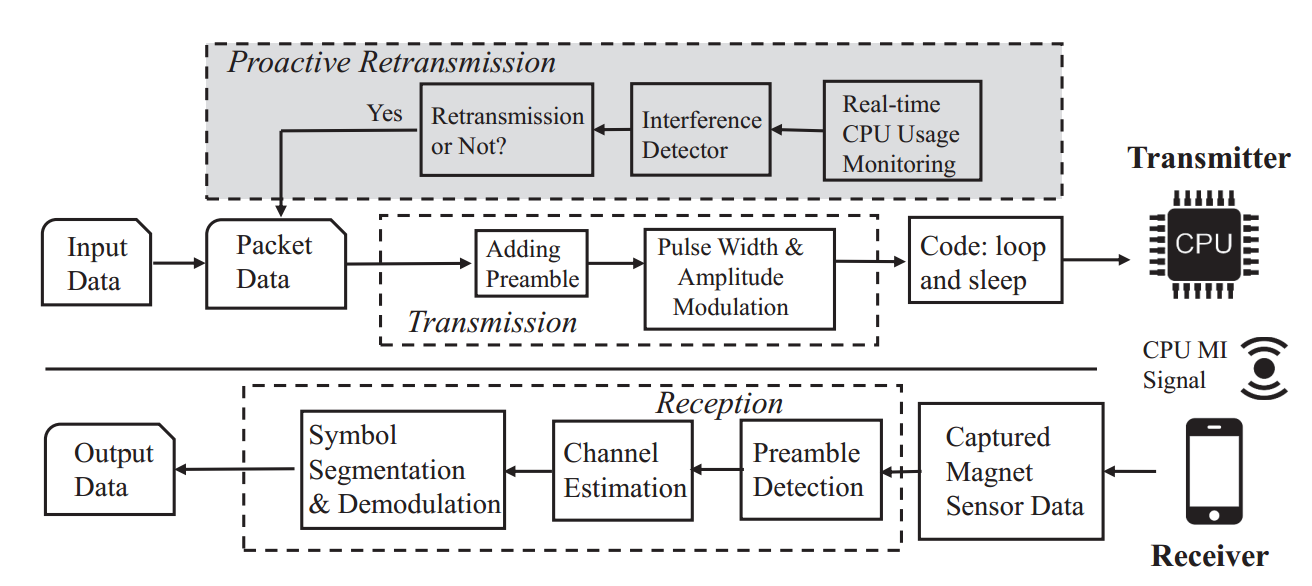 Proactive Retransmission
Yes
Retransmission
or Not?
Interference
Detector
Real-time
CPU Usage
Monitoring
Transmitter
CPU
Input
Data
Packet
Data
Adding
Preamble
Pulse Width &
Amplitude
Modulation
Transmission
Code: loop
and sleep
CPU MI
Signal
Reception
Output
Data
Symbol
Segmentation
& Demodulation
Channel
Estimation
Preamble
Detection
Captured
Magnet
Sensor Data
Receiver